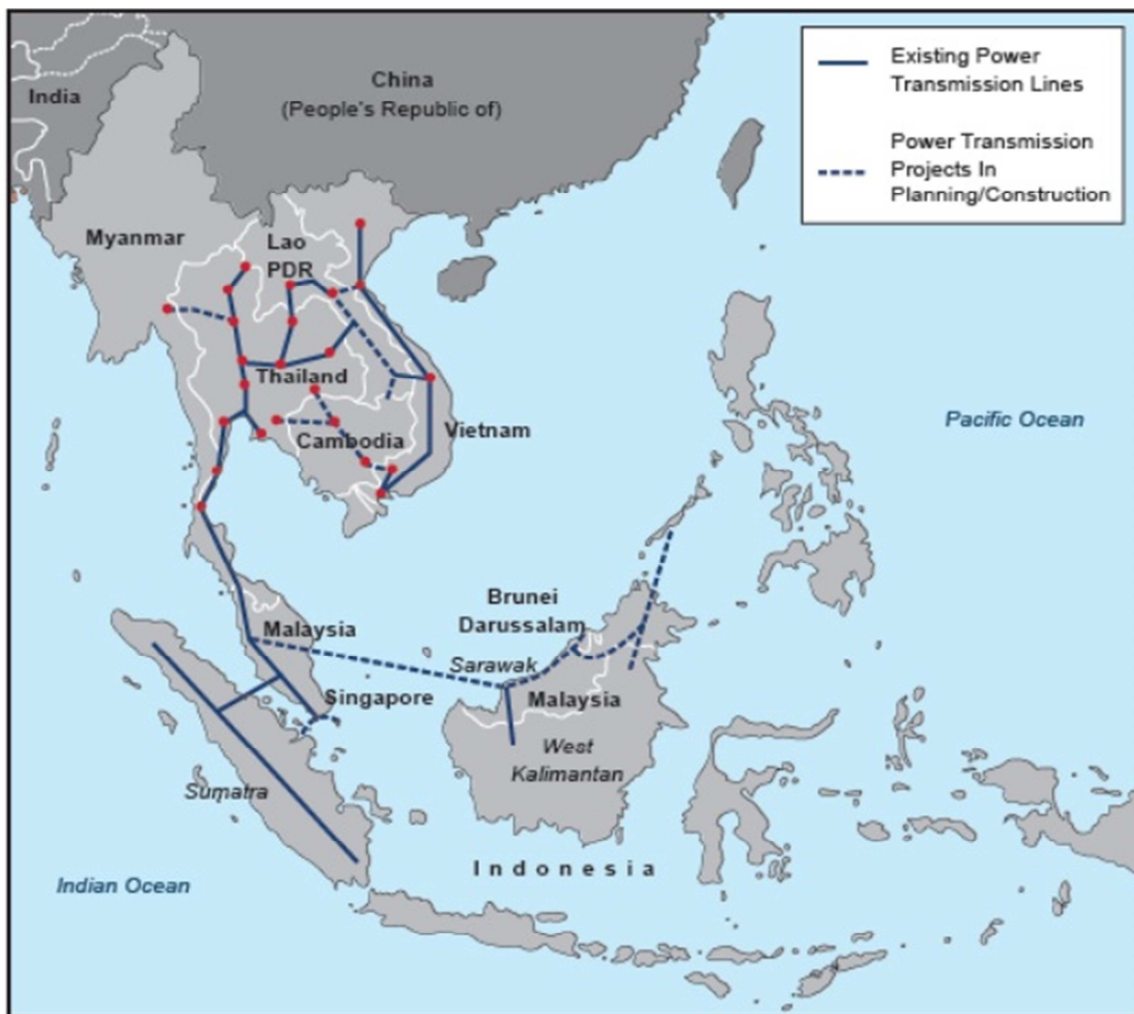 Existing Power
Transmission Lines
Power Transmission
Projects In
Planning/Construction
China
(People's Republic of)
India
Myanmar
Lao
PDR
Thailand
Cambodia
Vietnam
Pacific Ocean
Brunei
Darussalam
Malaysia
Sarawak
Singapore
Malaysia
West
Kalimantan
Sumatra
Indonesia
Indian Ocean